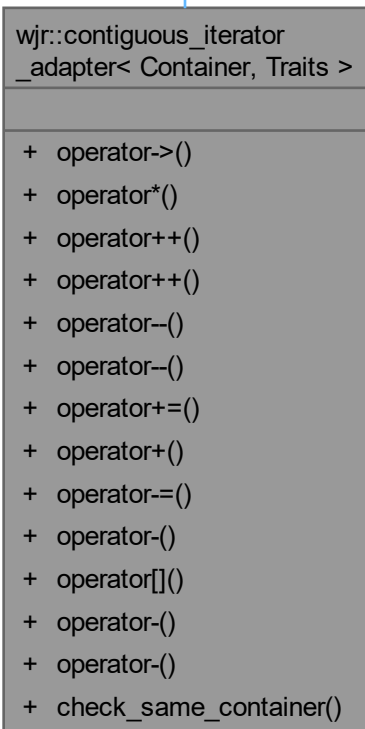 wjr::contiguous_iterator
_adapter< Container, Traits >
+ operator->()
+ operator*()
+ operator++()
+ operator++()
+ operator--()
+ operator--()
+ operator+=()
+ operator+()
+ operator-=()
+ operator-()
+ operator[]()
+ operator-()
+ operator-()
+ check_same_container()